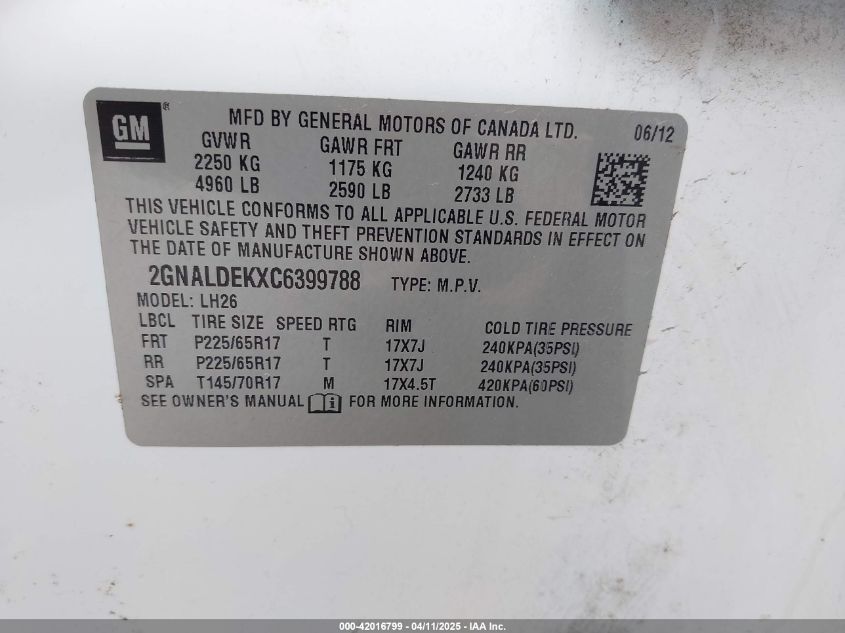 GM®
MFD BY GENERAL MOTORS OF CANADA LTD. 06/12
GVWR GAWR FRT GAWR RR
2250 KG 1175 KG 1240 KG
4960 LB 2590 LB 2733 LB
THIS VEHICLE CONFORMS TO ALL APPLICABLE U.S. FEDERAL MOTOR
VEHICLE SAFETY AND THEFT PREVENTION STANDARDS IN EFFECT ON
THE DATE OF MANUFACTURE SHOWN ABOVE.
2GNALDEKXC6399788 TYPE: M.P.V.
MODEL: LH26
LBCL TIRE SIZE SPEED RTG RIM COLD TIRE PRESSURE
FRT P225/65R17 T 17X7J 240KPA(35PSI)
RR P225/65R17 T 17X7J 240KPA(35PSI)
SPA T145/70R17 M 17X4.5T 420KPA(60PSI)
SEE OWNER'S MANUAL i FOR MORE INFORMATION.
000-42016799 - 04/11/2025 - IAA Inc.